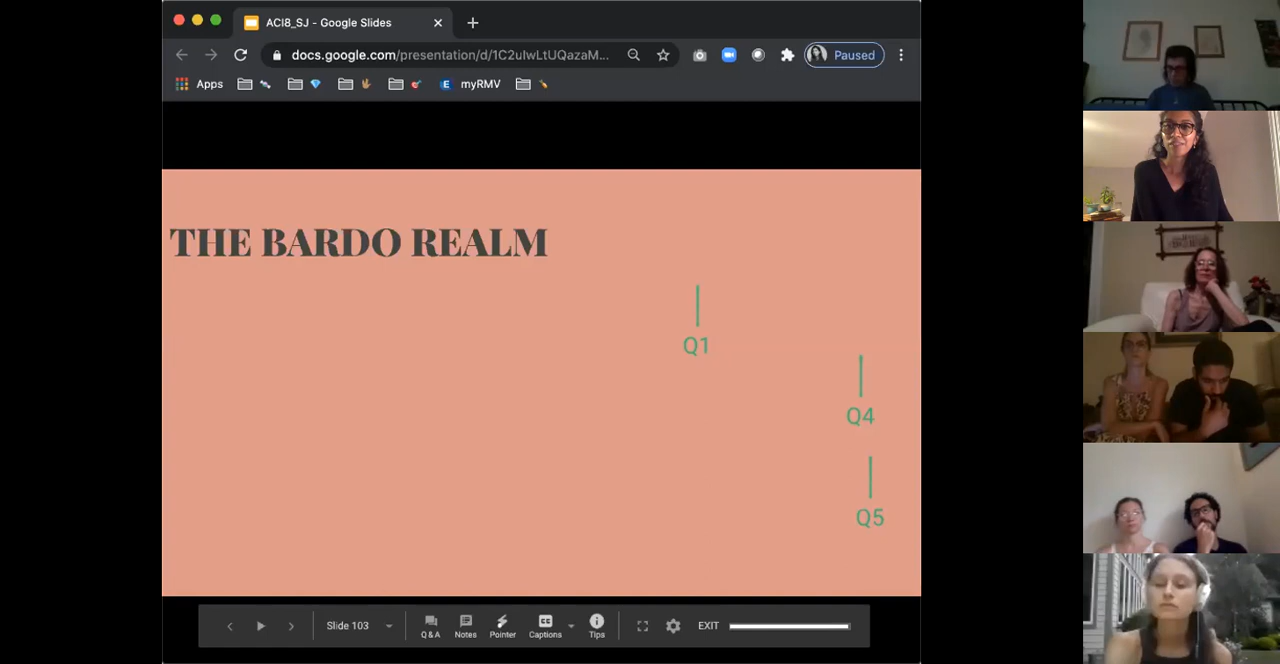 ACI8_SJ - Google Slides
docs.google.com/presentation/d/1C2uIwLtUQazaM...
Paused
Apps
myRMV
THE BARDO REALM
Q1
Q4
Q5
Slide 103
Q & A
Notes
Pointer
Captions
Tips
EXIT